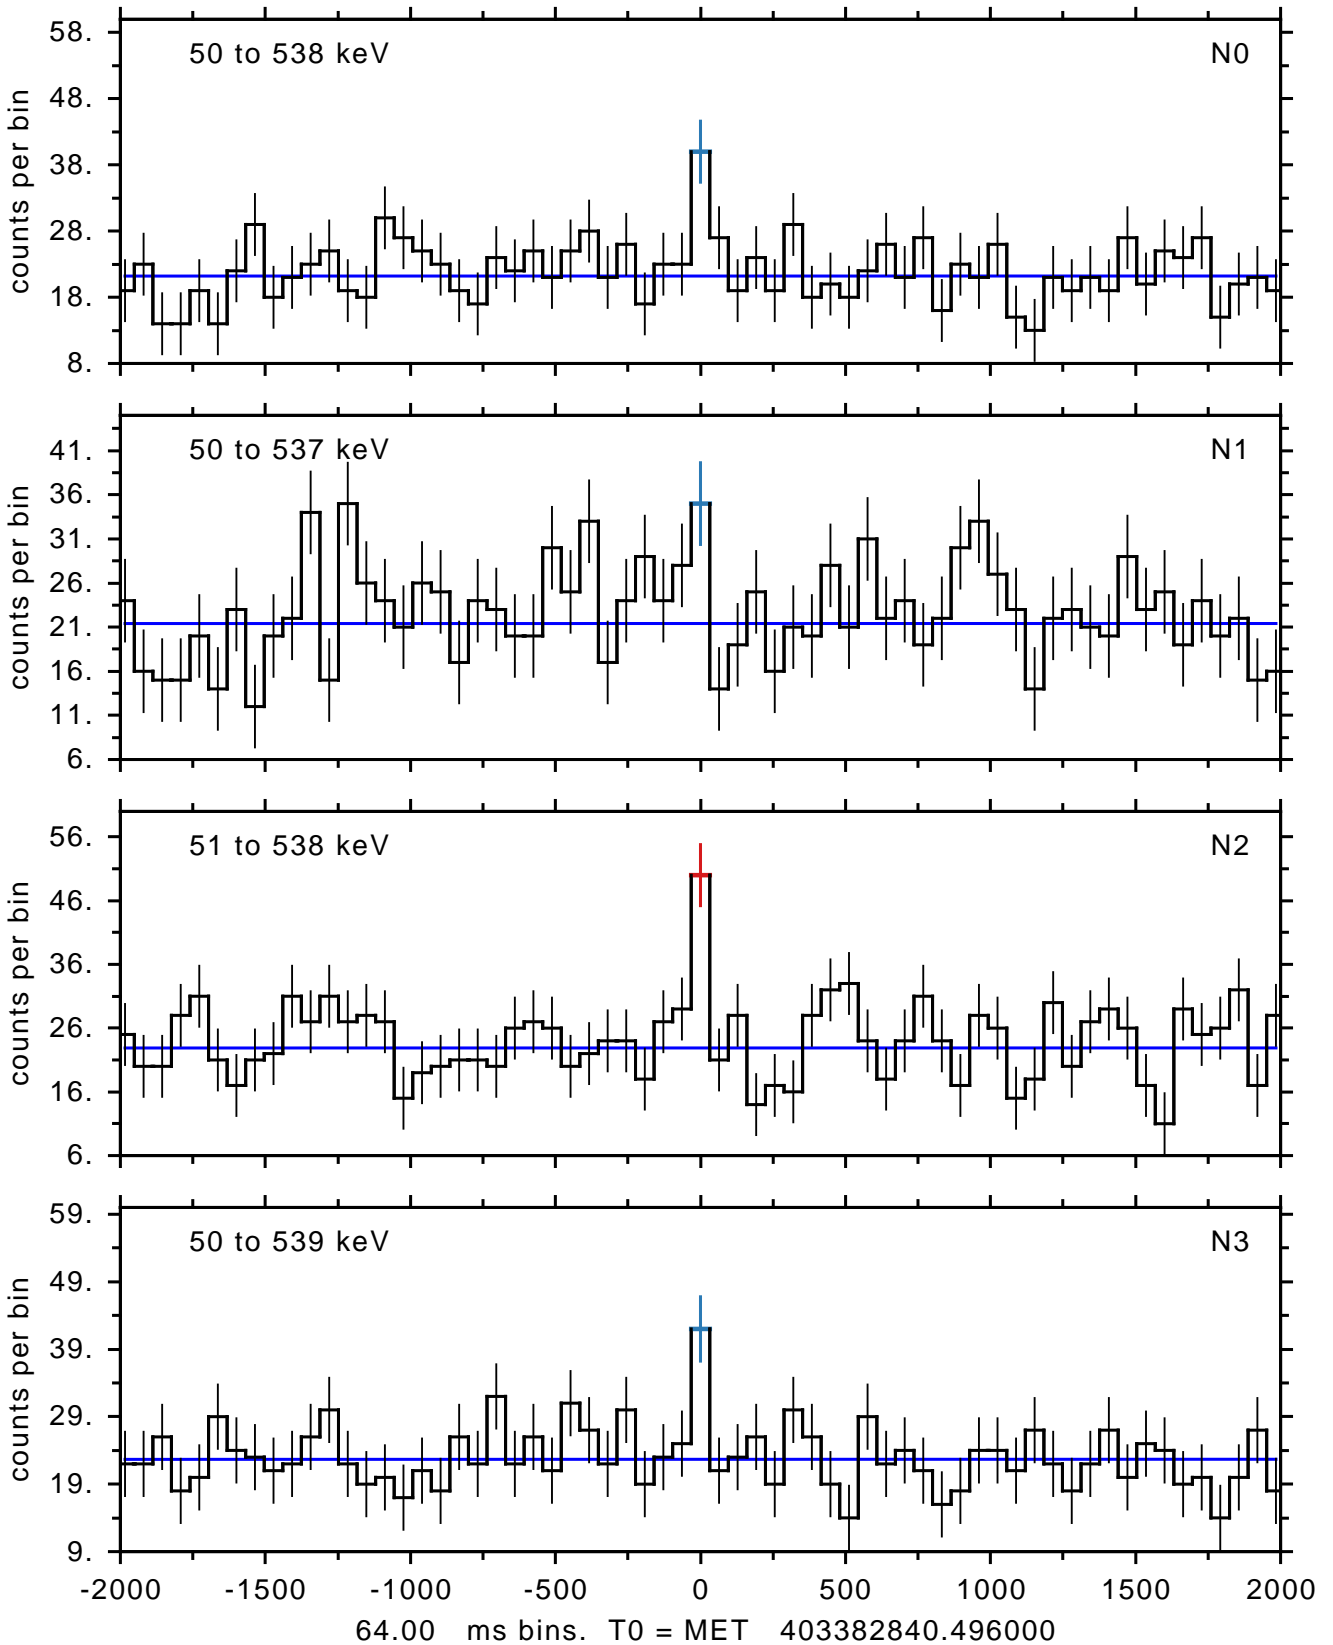 58.
50 to 538 keV N0
48.
38.
28.
18.
8.
counts per bin
50 to 537 keV N1
41.
36.
31.
26.
21.
16.
11.
6.
counts per bin
56.
51 to 538 keV N2
46.
36.
26.
16.
6.
counts per bin
59.
50 to 539 keV N3
49.
39.
29.
19.
9.
counts per bin
-2000 -1500 -1000 -500 0 500 1000 1500 2000
64.00 ms bins. T0 = MET 403382840.496000